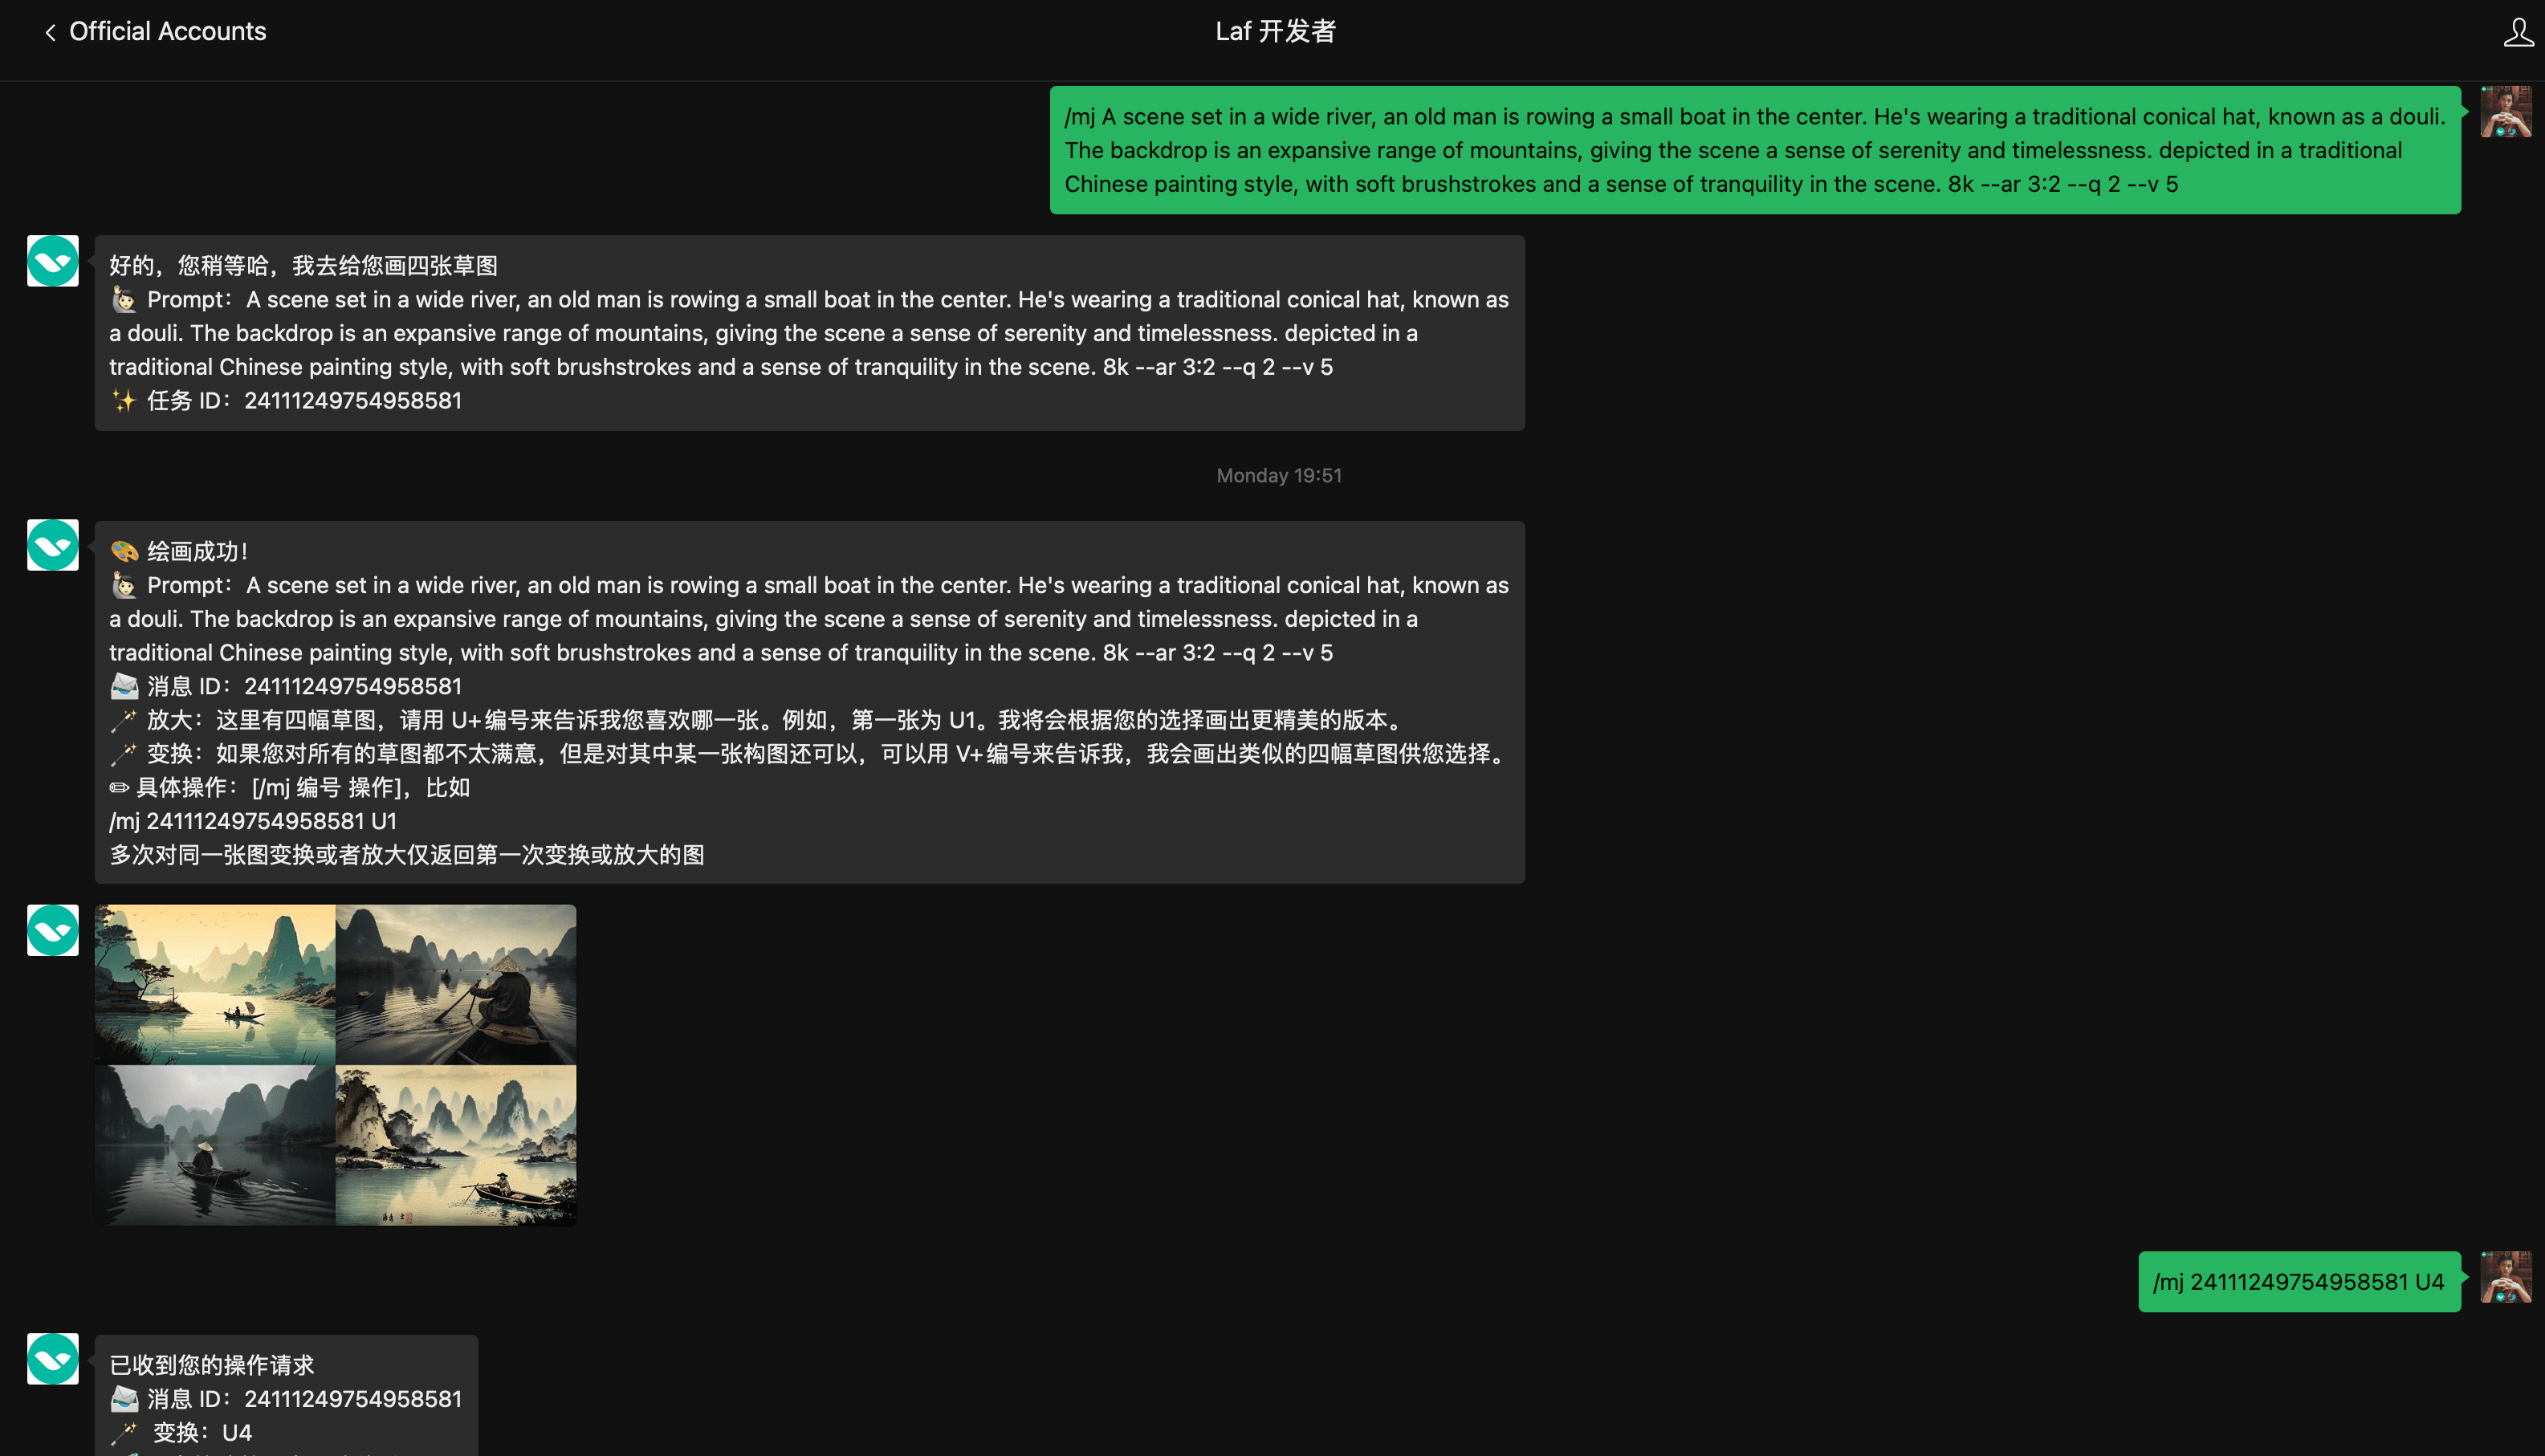 Official Accounts
Laf 开发者
/mj A scene set in a wide river, an old man is rowing a small boat in the center. He's wearing a traditional conical hat, known as a douli.
The backdrop is an expansive range of mountains, giving the scene a sense of serenity and timelessness. depicted in a traditional
Chinese painting style, with soft brushstrokes and a sense of tranquility in the scene. 8k --ar 3:2 --q 2 --v 5
好的，您稍等哈，我去给您画四张草图
Prompt：A scene set in a wide river, an old man is rowing a small boat in the center. He's wearing a traditional conical hat, known as
a douli. The backdrop is an expansive range of mountains, giving the scene a sense of serenity and timelessness. depicted in a
traditional Chinese painting style, with soft brushstrokes and a sense of tranquility in the scene. 8k --ar 3:2 --q 2 --v 5
✨ 任务 ID：24111249754958581
Monday 19:51
🎨 绘画成功！
Prompt：A scene set in a wide river, an old man is rowing a small boat in the center. He's wearing a traditional conical hat, known as
a douli. The backdrop is an expansive range of mountains, giving the scene a sense of serenity and timelessness. depicted in a
traditional Chinese painting style, with soft brushstrokes and a sense of tranquility in the scene. 8k --ar 3:2 --q 2 --v 5
📨 消息 ID：24111249754958581
🪄 放大：这里有四幅草图，请用 U+编号来告诉我您喜欢哪一张。例如，第一张为 U1。我将会根据您的选择画出更精美的版本。
🪄 变换：如果您对所有的草图都不太满意，但是对其中某一张构图还可以，可以用 V+编号来告诉我，我会画出类似的四幅草图供您选择。
✏ 具体操作：[/mj 编号 操作]，比如
/mj 24111249754958581 U1
多次对同一张图变换或者放大仅返回第一次变换或放大的图
/mj 24111249754958581 U4
已收到您的操作请求
📨 消息 ID：24111249754958581
🪄 变换：U4